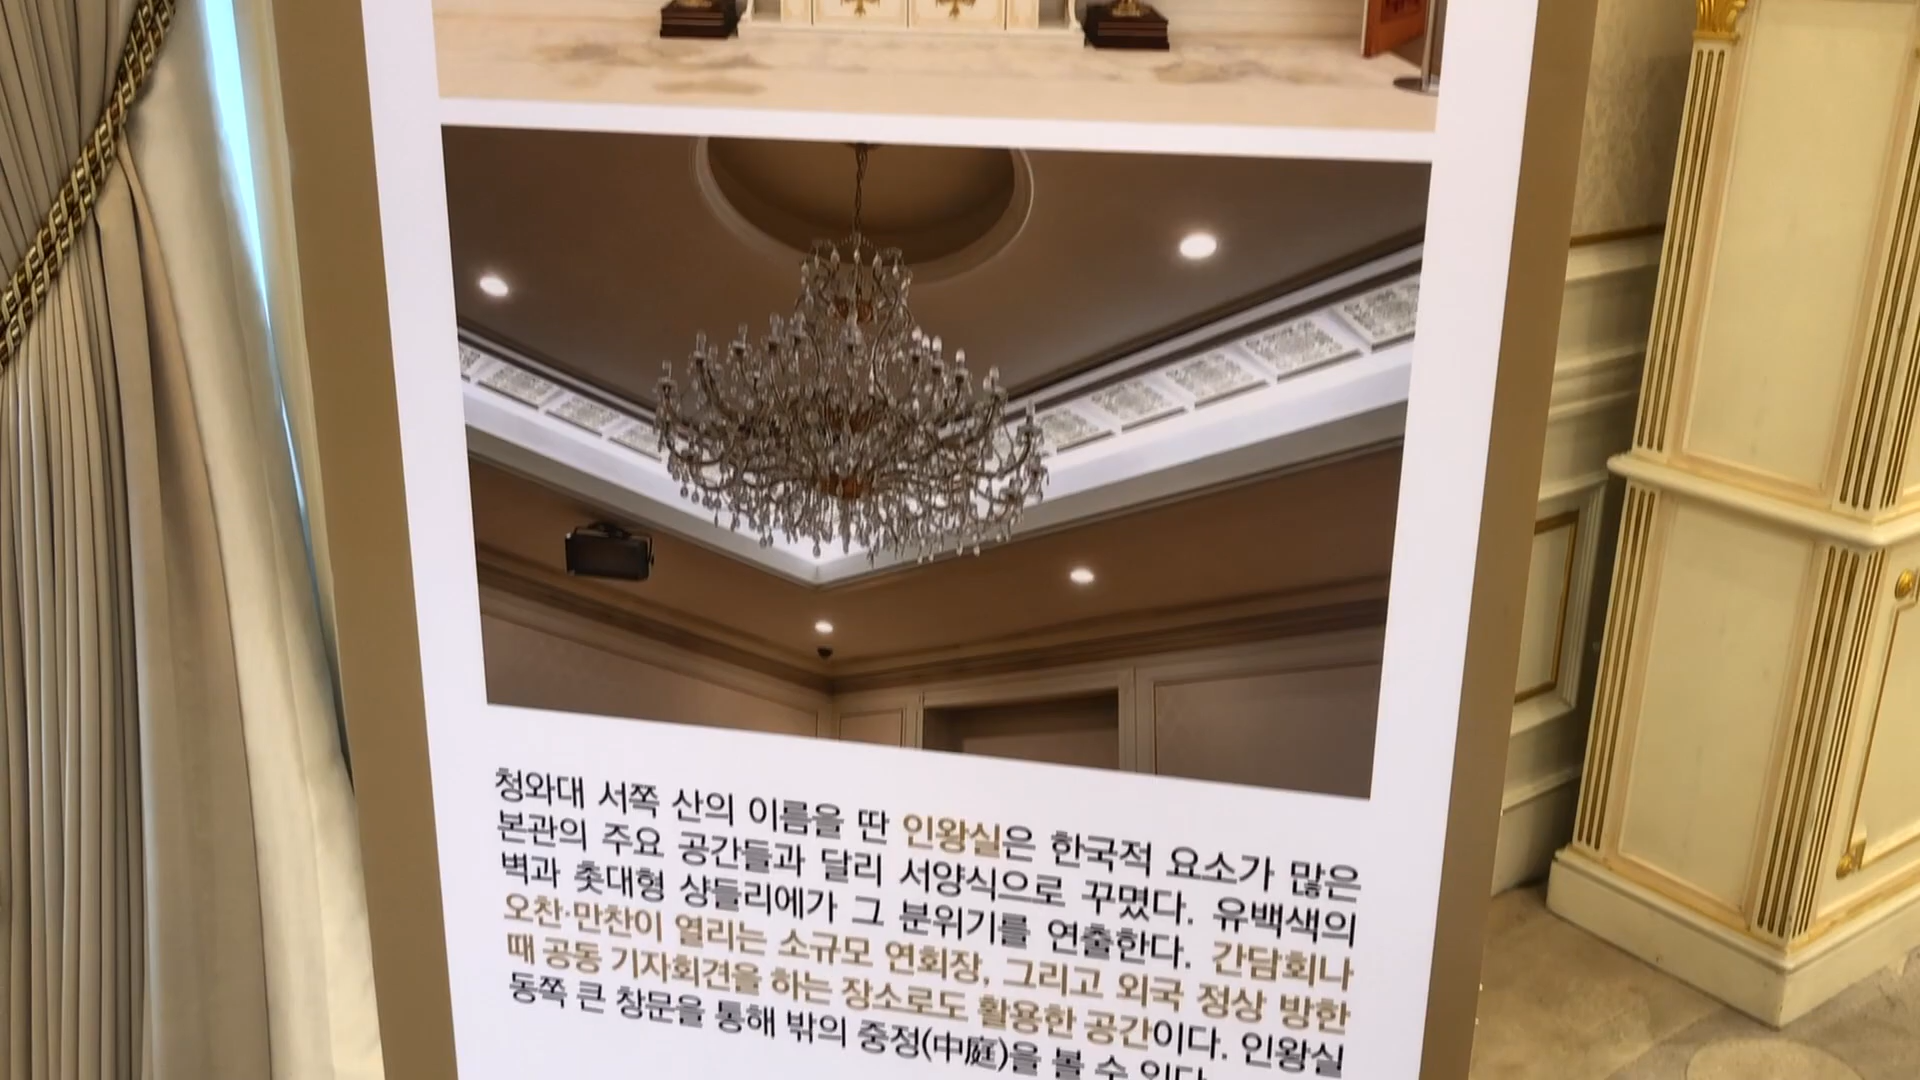 청와대 서쪽 산의 이름을 딴 인왕실은 한국적 요소가 많은
본관의 주요 공간들과 달리 서양식으로 꾸몄다. 유백색의
벽과 촛대형 샹들리에가 그 분위기를 연출한다. 간담회나
오찬·만찬이 열리는 소규모 연회장, 그리고 외국 정상 방한
때 공동 기자회견을 하는 장소로도 활용한 공간이다. 인왕실
동쪽 큰 창문을 통해 밖의 중정(中庭)을 볼 수 있다